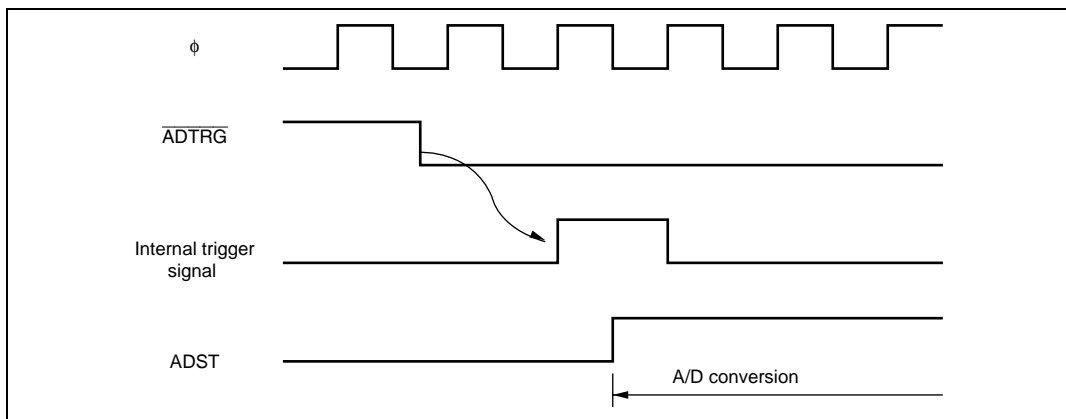 ϕ
ADTRG
Internal trigger
signal
ADST
A/D conversion